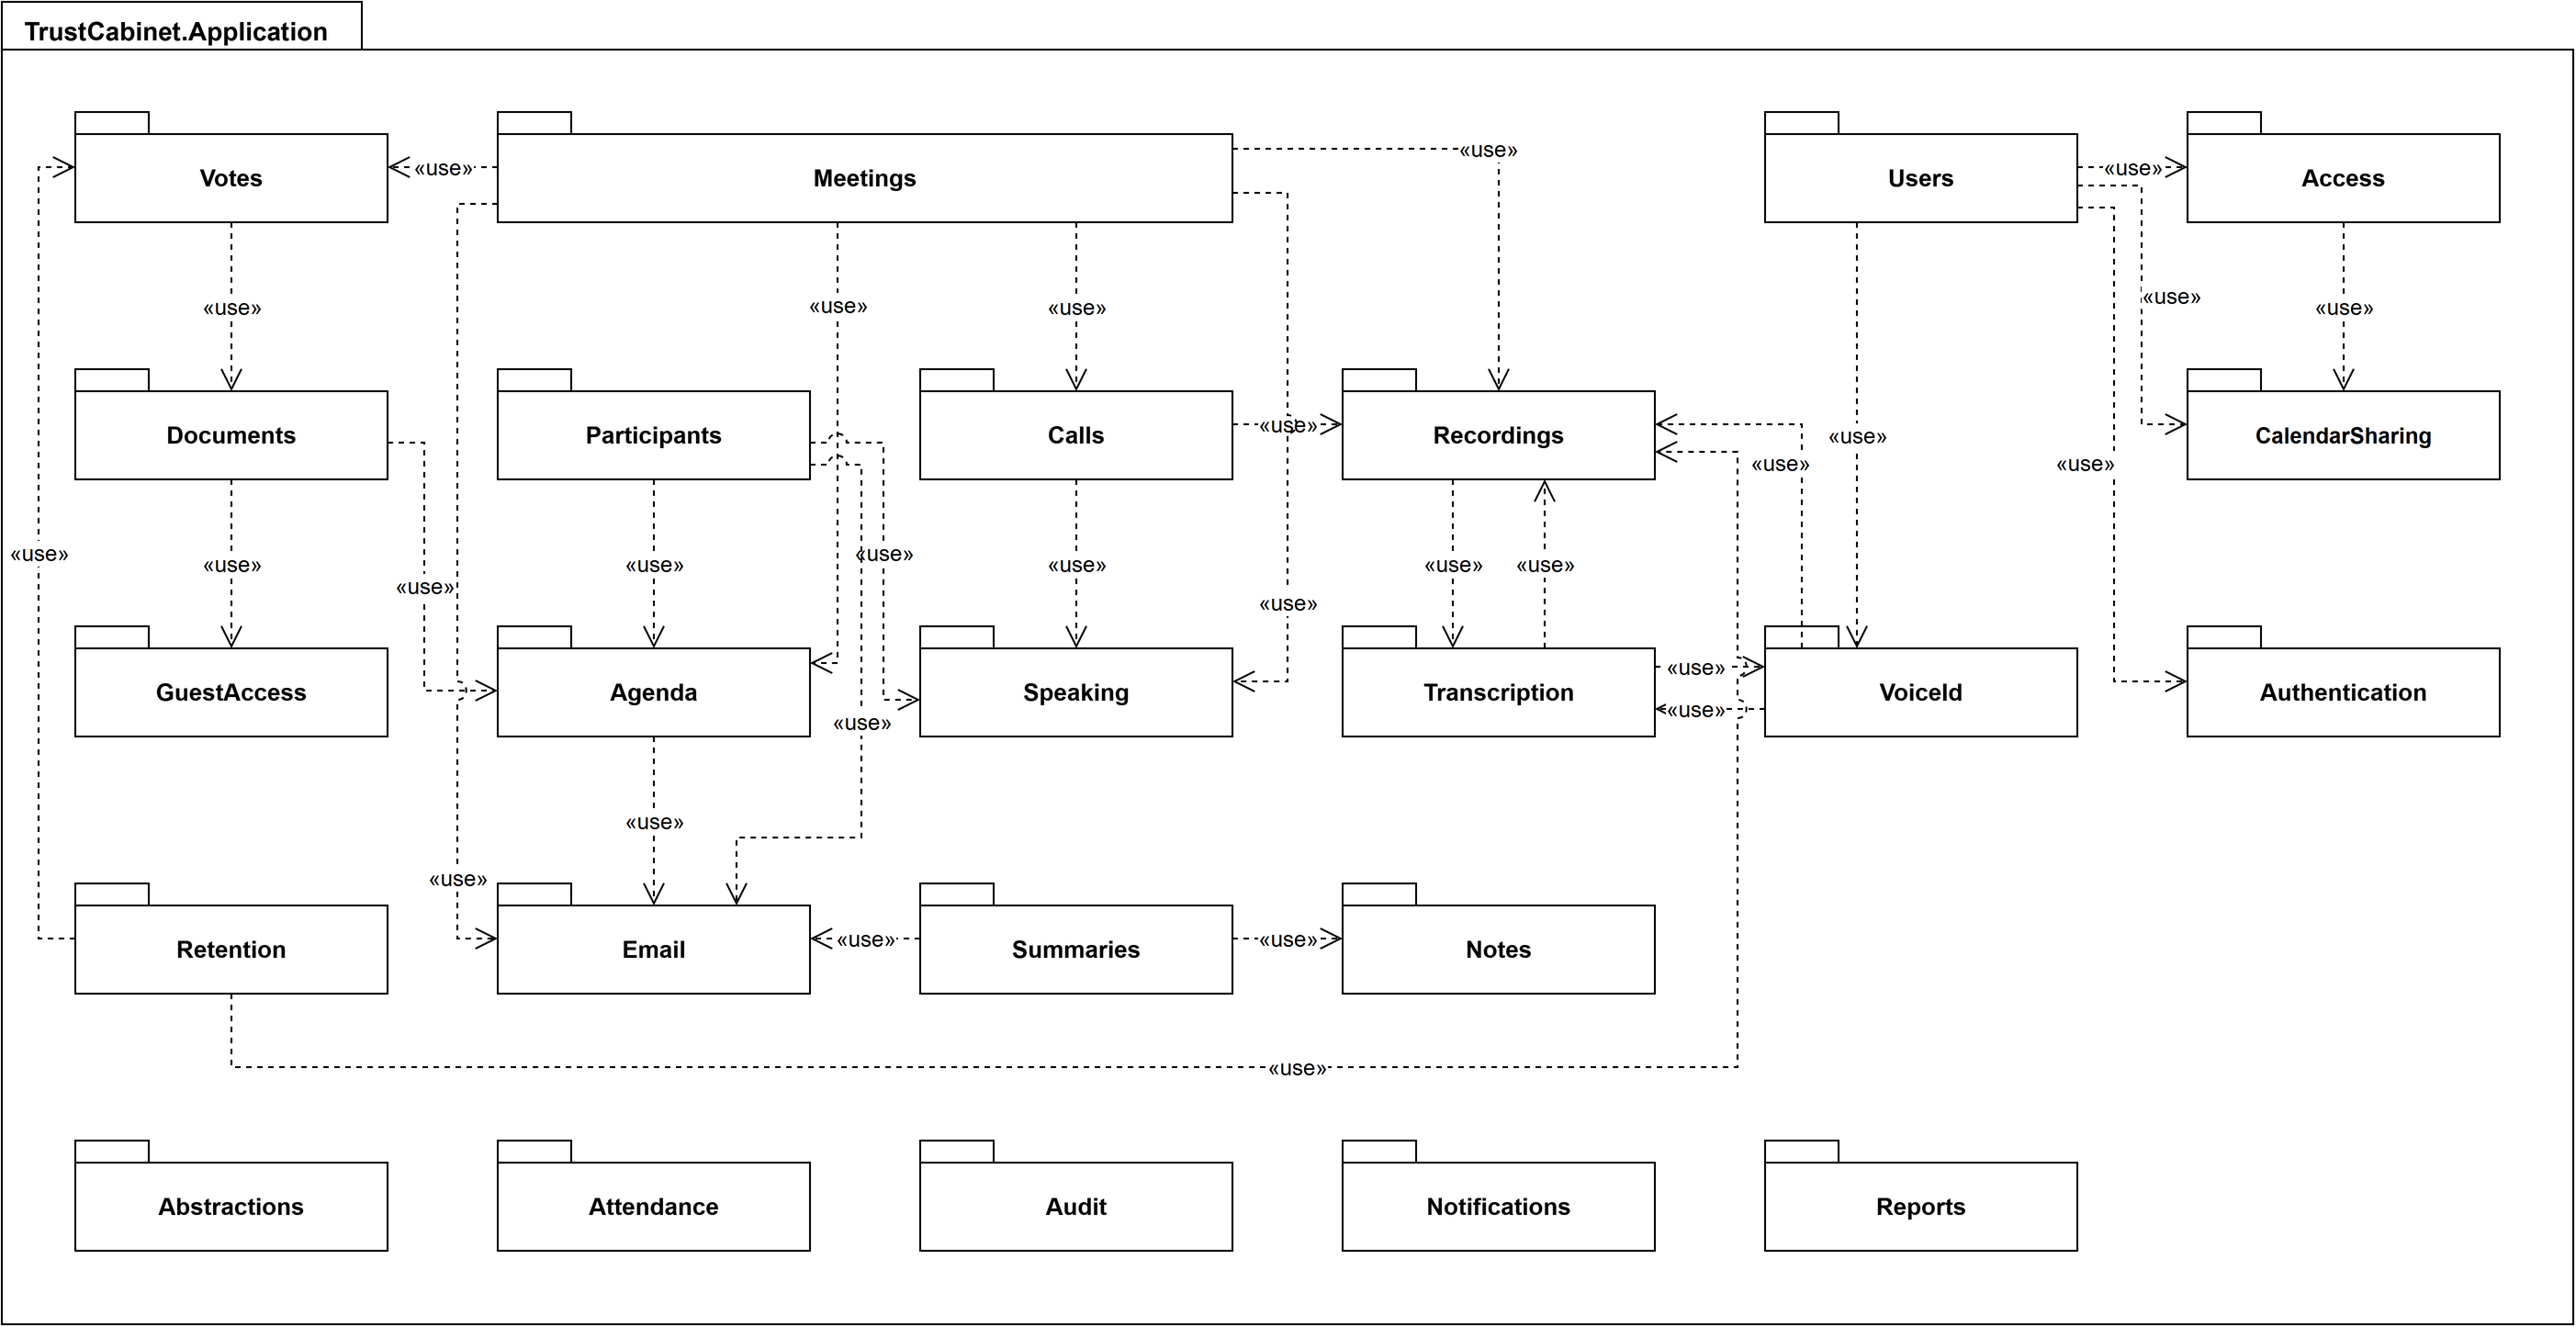 TrustCabinet.Application
Votes
«use»
Meetings
«use»
Users
«use»
Access
«use»
«use»
«use»
«use»
«use»
«use»
Documents
Participants
Calls
«use»
Recordings
«use»
«use»
«use»
CalendarSharing
«use»
«use»
«use»
«use»
«use»
«use»
«use»
«use»
«use»
GuestAccess
Agenda
Speaking
Transcription
«use»
«use»
VoiceId
Authentication
«use»
«use»
«use»
Retention
Email
«use»
Summaries
«use»
Notes
«use»
Abstractions
Attendance
Audit
Notifications
Reports